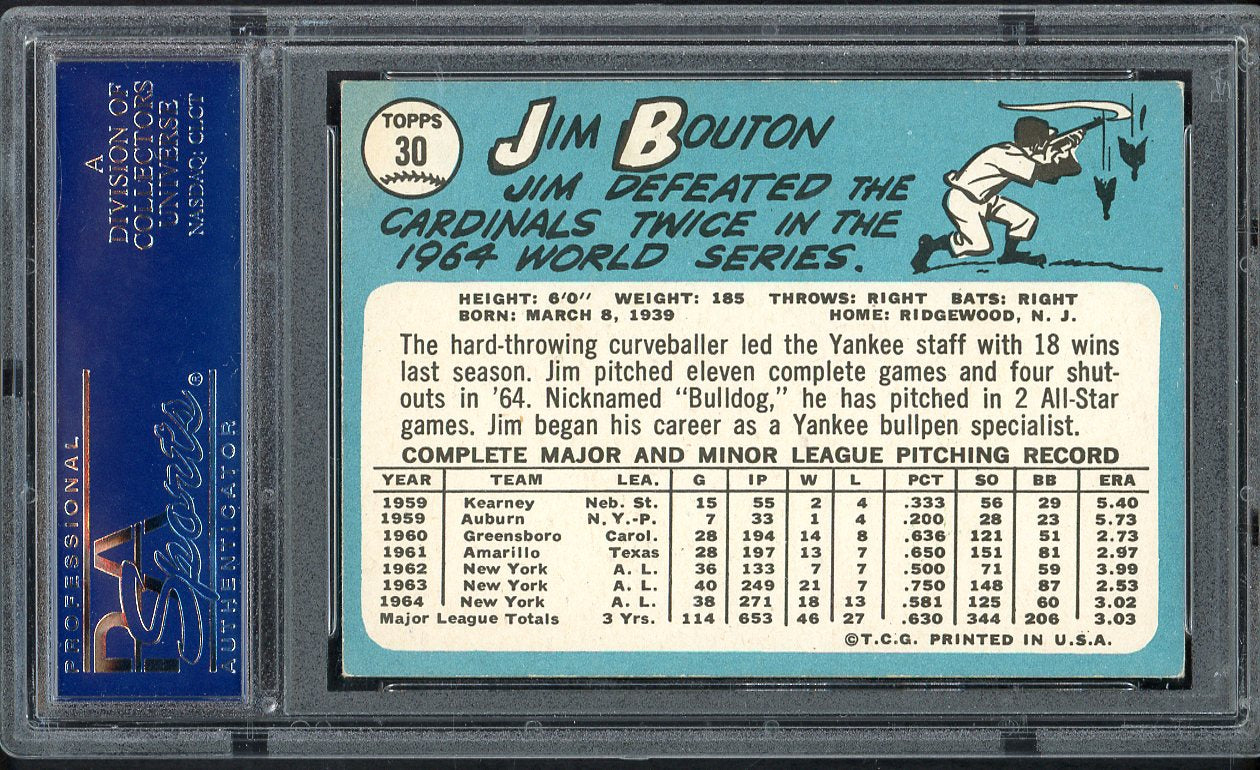 A
DIVISION OF
COLLECTORS
UNIVERSE
NASDAQ: CLCT
PROFESSIONAL
PSA
Sports®
AUTHENTICATOR
TOPPS
30
JIM BOUTON
JIM DEFEATED THE
CARDINALS TWICE IN THE
1964 WORLD SERIES.
HEIGHT: 6'0" WEIGHT: 185 THROWS: RIGHT BATS: RIGHT
BORN: MARCH 8, 1939 HOME: RIDGEWOOD, N. J.
The hard-throwing curveballer led the Yankee staff with 18 wins
last season. Jim pitched eleven complete games and four shut-
outs in '64. Nicknamed "Bulldog," he has pitched in 2 All-Star
games. Jim began his career as a Yankee bullpen specialist.
COMPLETE MAJOR AND MINOR LEAGUE PITCHING RECORD
YEAR TEAM LEA. G IP W L PCT SO BB ERA
1959 Kearney Neb. St. 15 55 2 4 .333 56 29 5.40
1959 Auburn N. Y.-P. 7 33 1 4 .200 28 23 5.73
1960 Greensboro Carol. 28 194 14 8 .636 121 51 2.73
1961 Amarillo Texas 28 197 13 7 .650 151 81 2.97
1962 New York A. L. 36 133 7 7 .500 71 59 3.99
1963 New York A. L. 40 249 21 7 .750 148 87 2.53
1964 New York A. L. 38 271 18 13 .581 125 60 3.02
Major League Totals 3 Yrs. 114 653 46 27 .630 344 206 3.03
©T.C.G. PRINTED IN U.S.A.